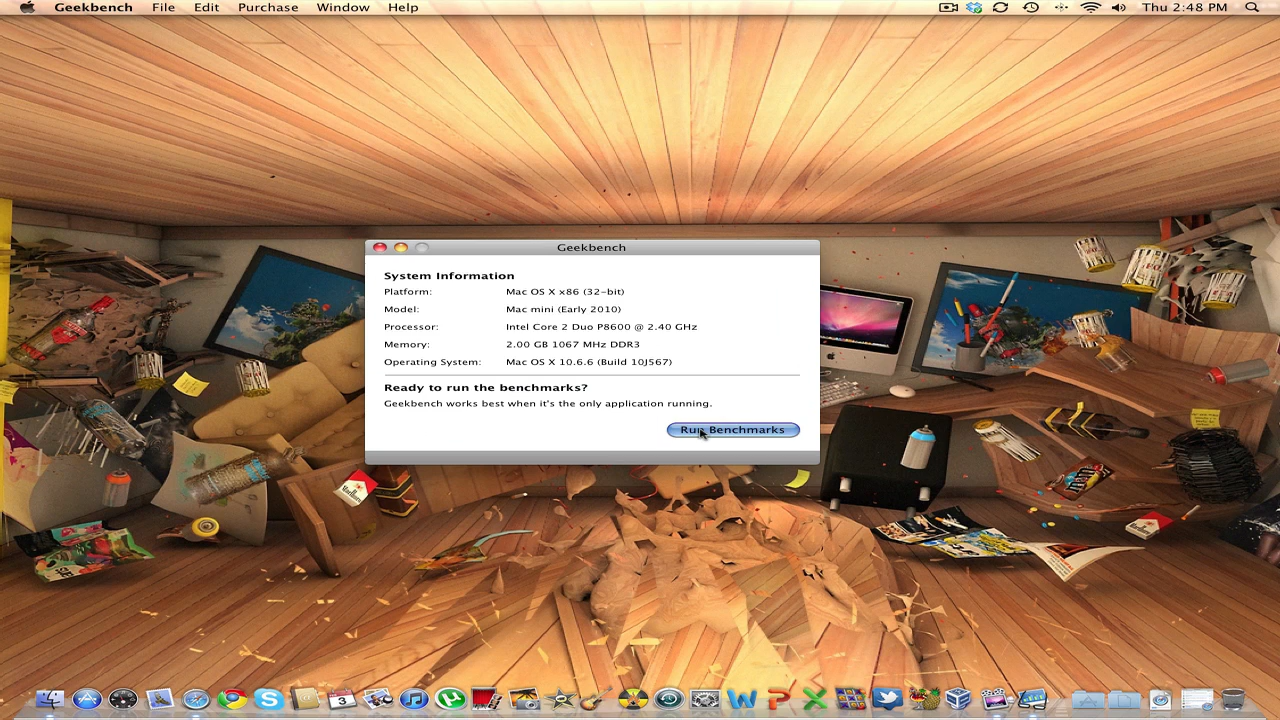 Geekbench File Edit Purchase Window Help Thu 2:48 PM
Geekbench
System Information
Platform: Mac OS X x86 (32-bit)
Model: Mac mini (Early 2010)
Processor: Intel Core 2 Duo P8600 @ 2.40 GHz
Memory: 2.00 GB 1067 MHz DDR3
Operating System: Mac OS X 10.6.6 (Build 10J567)
Ready to run the benchmarks?
Geekbench works best when it's the only application running.
Run Benchmarks
Marlboro
3